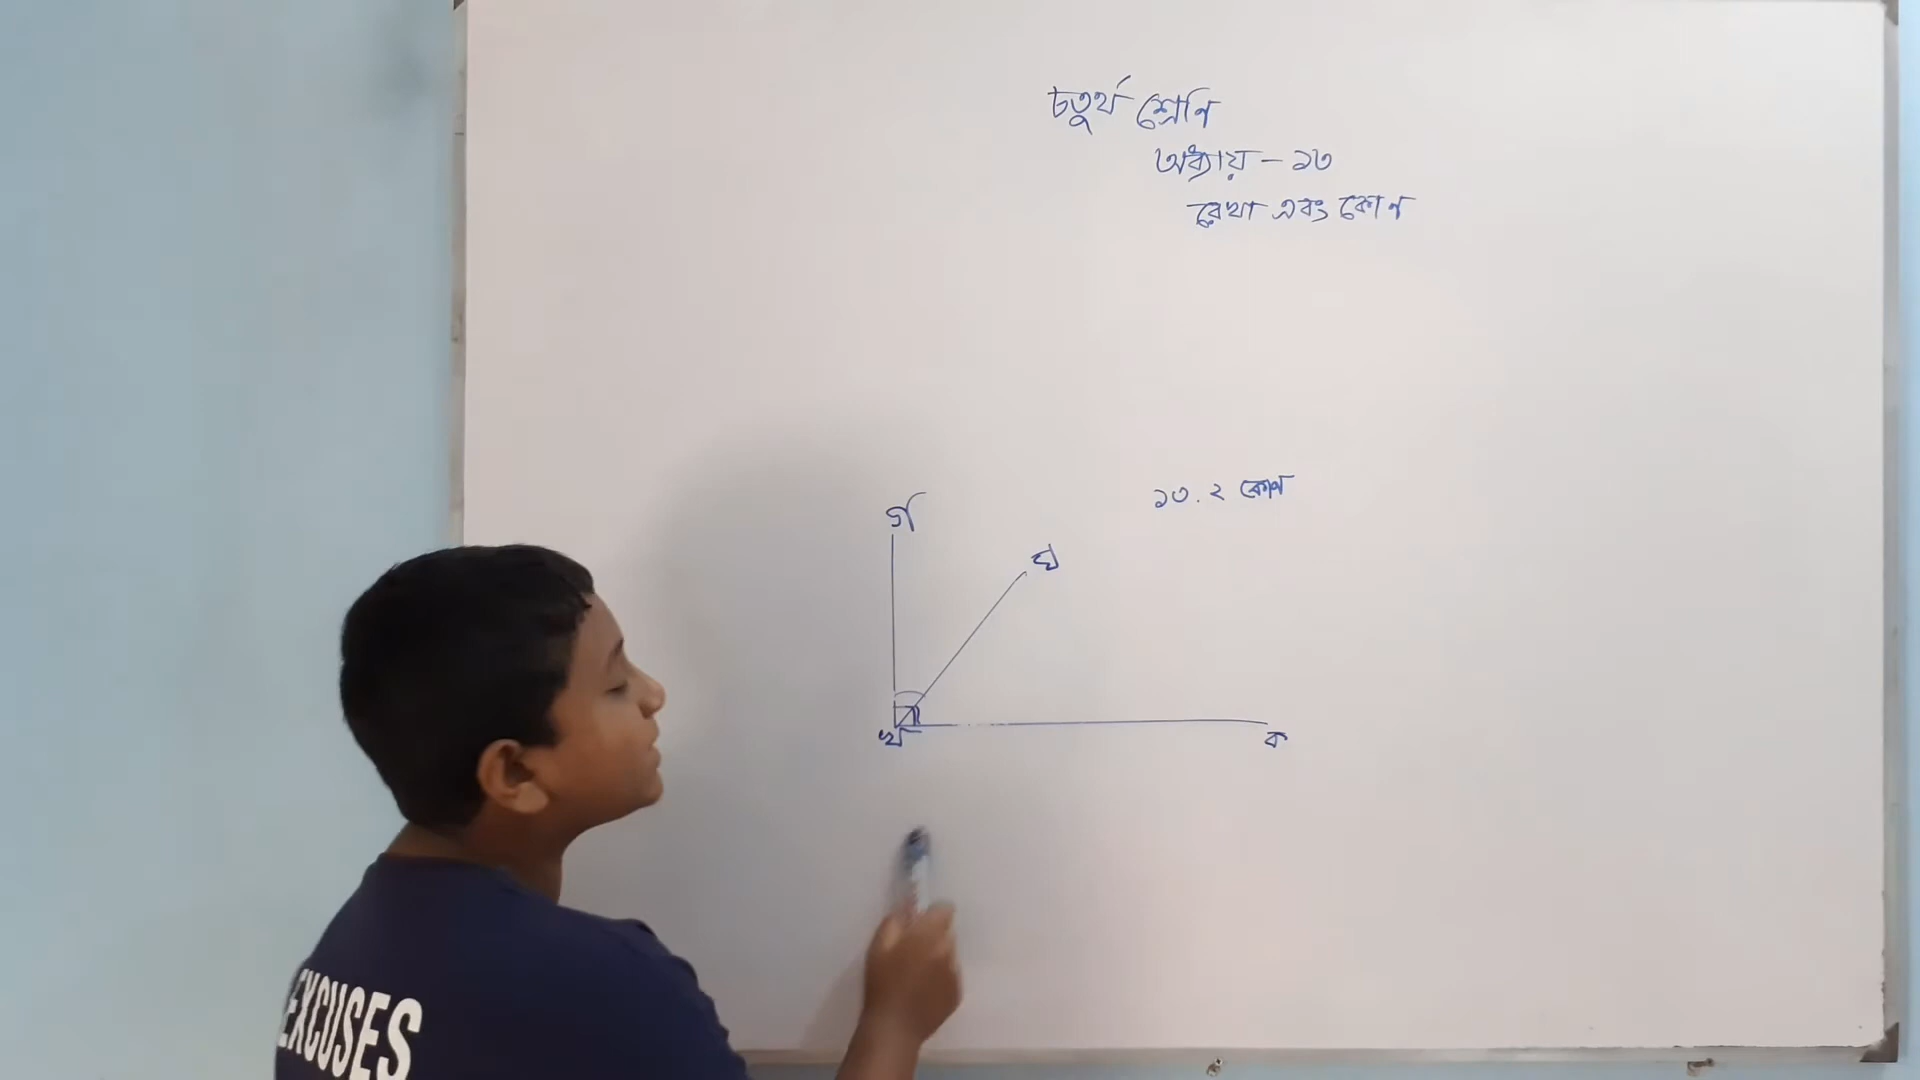 চতুর্থ শ্রেণি
অধ্যায় - ১৩
রেখা এবং কোণ
১৩.২ কোণ
গ
ঘ
খ
ক
EXCUSES